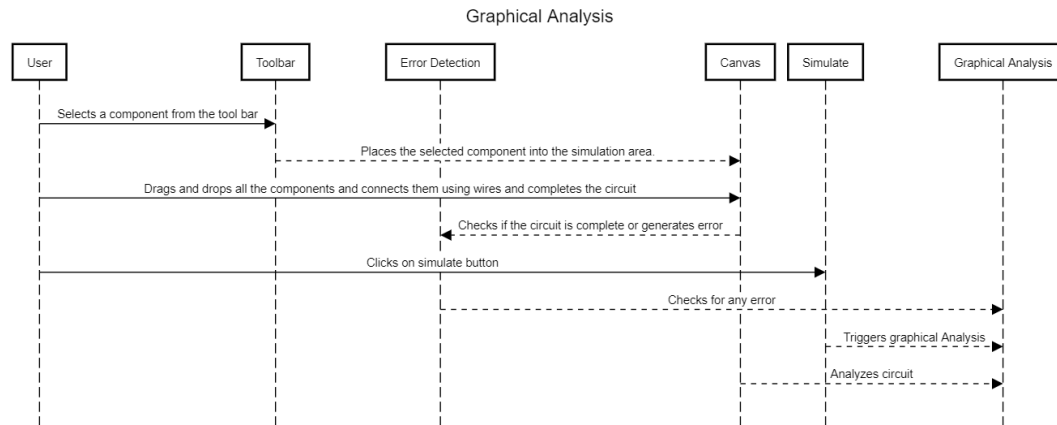 Graphical Analysis
User
Toolbar
Error Detection
Canvas
Simulate
Graphical Analysis
Selects a component from the tool bar
Places the selected component into the simulation area.
Drags and drops all the components and connects them using wires and completes the circuit
Checks if the circuit is complete or generates error
Clicks on simulate button
Checks for any error
Triggers graphical Analysis
Analyzes circuit